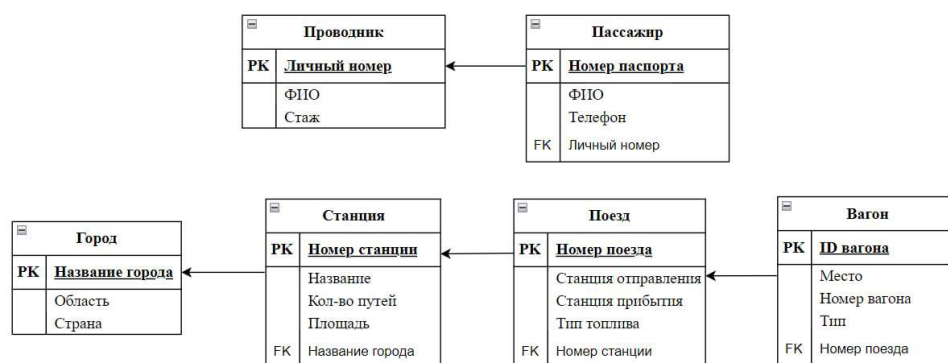 Проводник
PK Личный номер
ФИО
Стаж
Пассажир
PK Номер паспорта
ФИО
Телефон
FK Личный номер
Город
PK Название города
Область
Страна
Станция
PK Номер станции
Название
Кол-во путей
Площадь
FK Название города
Поезд
PK Номер поезда
Станция отправления
Станция прибытия
Тип топлива
FK Номер станции
Вагон
PK ID вагона
Место
Номер вагона
Тип
FK Номер поезда